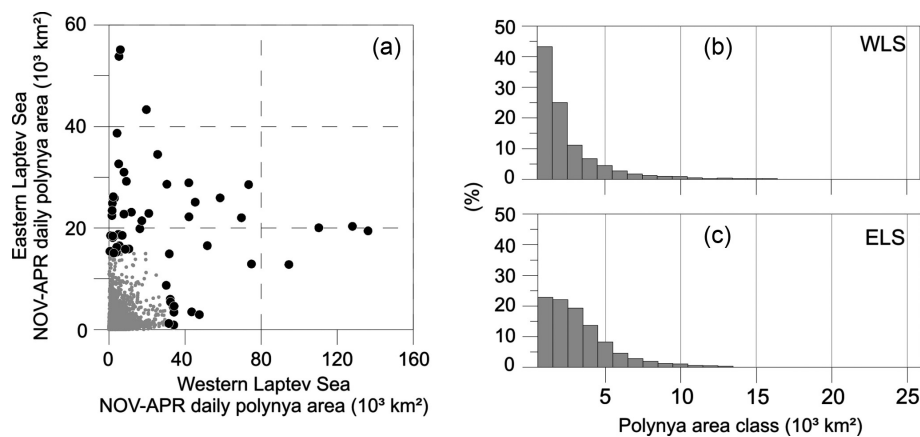 Eastern Laptev Sea
NOV-APR daily polynya area (10³ km²)
60
40
20
0
(a)
0 40 80 120 160
Western Laptev Sea
NOV-APR daily polynya area (10³ km²)
(%)
50
40
30
20
10
0
(b)
WLS
50
40
30
20
10
0
(c)
ELS
5 10 15 20 25
Polynya area class (10³ km²)